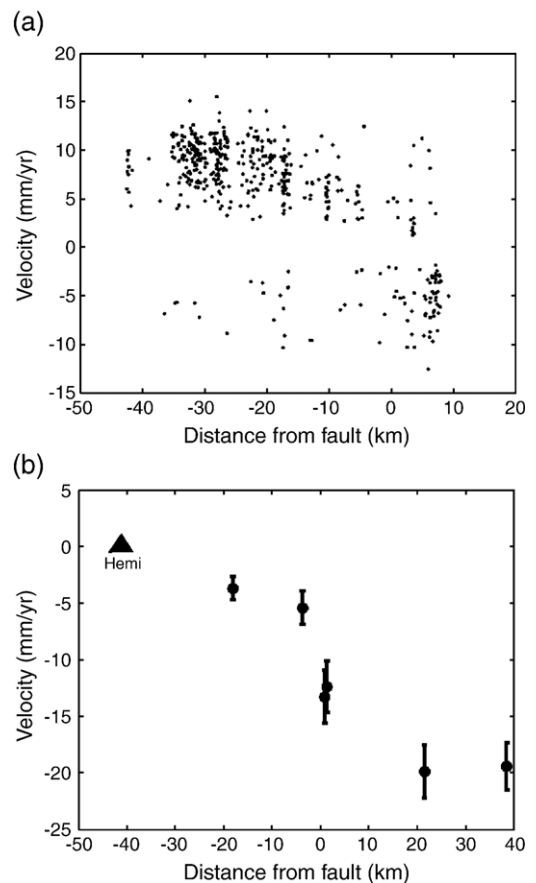 (a)
20
15
10
5
0
-5
-10
-15
Velocity (mm/yr)
-50 -40 -30 -20 -10 0 10 20
Distance from fault (km)
(b)
5
0
-5
-10
-15
-20
-25
Velocity (mm/yr)
Hemi
-50 -40 -30 -20 -10 0 10 20 30 40
Distance from fault (km)